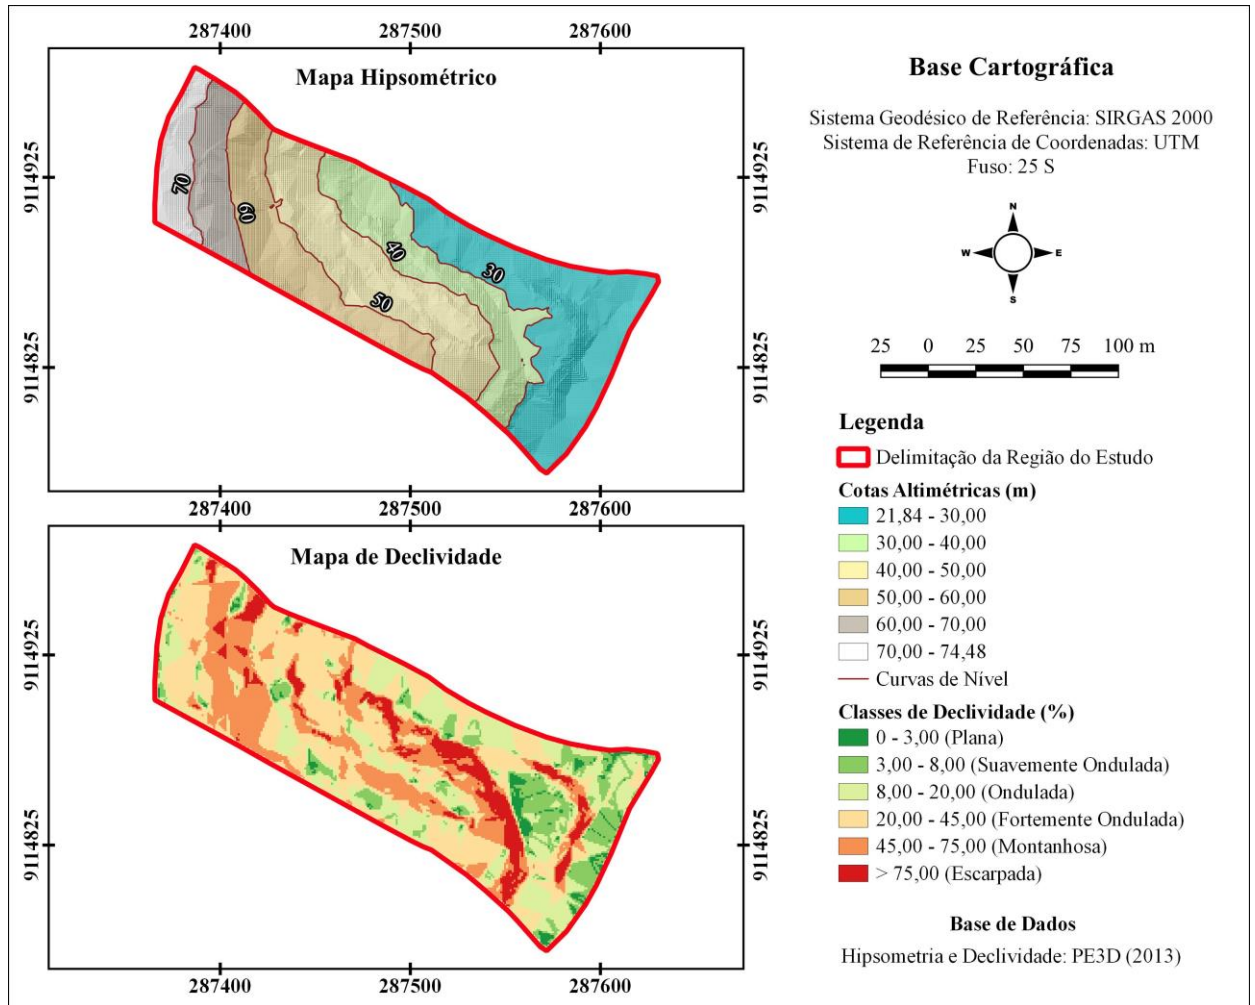 287400 287500 287600
Mapa Hipsométrico
9114925
9114825
70
60
50
40
30
9114925
9114825
Mapa de Declividade
9114925
9114825
9114925
9114825
287400 287500 287600
287400 287500 287600
Base Cartográfica
Sistema Geodésico de Referência: SIRGAS 2000
Sistema de Referência de Coordenadas: UTM
Fuso: 25 S
N
W E
S
25 0 25 50 75 100 m
Legenda
Delimitação da Região do Estudo
Cotas Altimétricas (m)
21,84 - 30,00
30,00 - 40,00
40,00 - 50,00
50,00 - 60,00
60,00 - 70,00
70,00 - 74,48
Curvas de Nível
Classes de Declividade (%)
0 - 3,00 (Plana)
3,00 - 8,00 (Suavemente Ondulada)
8,00 - 20,00 (Ondulada)
20,00 - 45,00 (Fortemente Ondulada)
45,00 - 75,00 (Montanhosa)
> 75,00 (Escarpada)
Base de Dados
Hipsometria e Declividade: PE3D (2013)